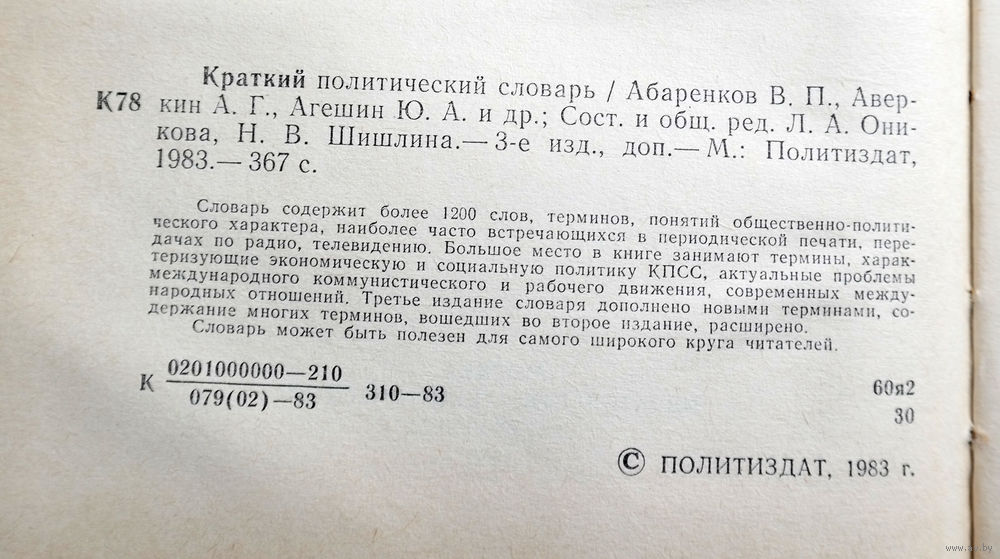 Краткий политический словарь / Абаренков В. П., Авер-
К78 кин А. Г., Агешин Ю. А. и др.; Сост. и общ. ред. Л. А. Они-
кова, Н. В. Шишлина.— 3-е изд., доп.— М.: Политиздат,
1983.— 367 с.
Словарь содержит более 1200 слов, терминов, понятий общественно-полити-
ческого характера, наиболее часто встречающихся в периодической печати, пере-
дачах по радио, телевидению. Большое место в книге занимают термины, харак-
теризующие экономическую и социальную политику КПСС, актуальные проблемы
международного коммунистического и рабочего движения, современных между-
народных отношений. Третье издание словаря дополнено новыми терминами, со-
держание многих терминов, вошедших во второе издание, расширено.
Словарь может быть полезен для самого широкого круга читателей.
К 0201000000—210
079(02)—83 310—83
60я2
30
© ПОЛИТИЗДАТ, 1983 г.